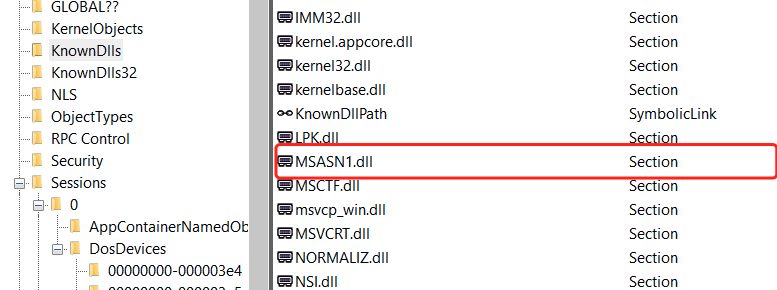 GLOBAL??
KernelObjects
KnownDlls
KnownDlls32
NLS
ObjectTypes
RPC Control
Security
Sessions
0
AppContainerNamedOb
DosDevices
00000000-000003e4
IMM32.dll Section
kernel.appcore.dll Section
kernel32.dll Section
kernelbase.dll Section
KnownDllPath SymbolicLink
LPK.dll Section
MSASN1.dll Section
MSCTF.dll Section
msvcp_win.dll Section
MSVCRT.dll Section
NORMALIZ.dll Section
NSI.dll Section